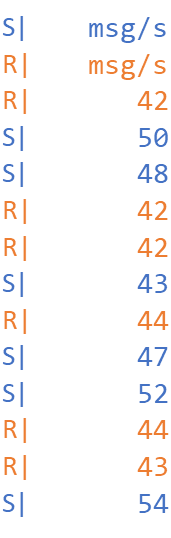 S|    msg/s
R|    msg/s
R|       42
S|       50
S|       48
R|       42
R|       42
S|       43
R|       44
S|       47
S|       52
R|       44
R|       43
S|       54